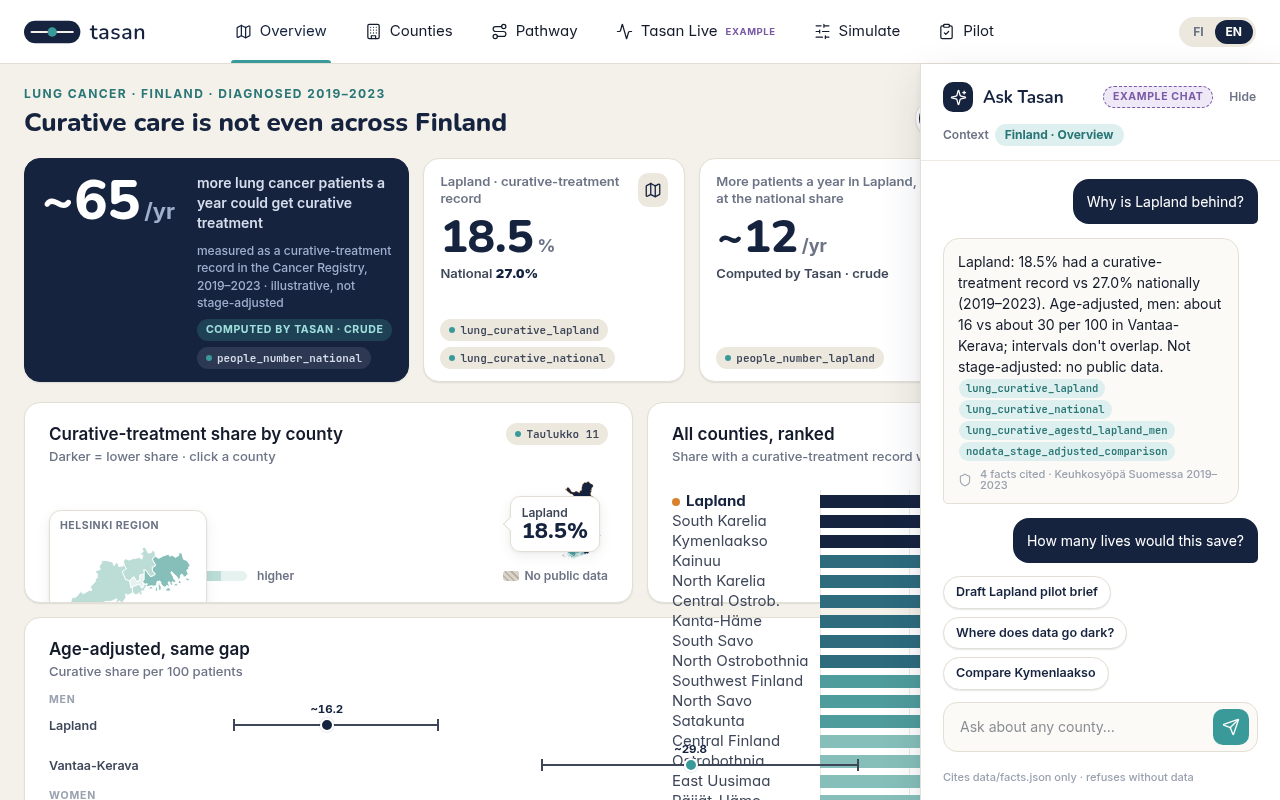 tasan
Overview
Counties
Pathway
Tasan Live EXAMPLE
Simulate
Pilot
FI EN
LUNG CANCER · FINLAND · DIAGNOSED 2019–2023
Curative care is not even across Finland
~65 /yr
more lung cancer patients a
year could get curative
treatment
measured as a curative-treatment
record in the Cancer Registry,
2019–2023 · illustrative, not
stage-adjusted
COMPUTED BY TASAN · CRUDE
people_number_national
Lapland · curative-treatment
record
18.5 %
National 27.0%
lung_curative_lapland
lung_curative_national
More patients a year in Lapland,
at the national share
~12 /yr
Computed by Tasan · crude
people_number_lapland
Curative-treatment share by county
Darker = lower share · click a county
Taulukko 11
HELSINKI REGION
higher
Lapland
18.5%
No public data
All counties, ranked
Share with a curative-treatment record
Lapland
South Karelia
Kymenlaakso
Kainuu
North Karelia
Central Ostrob.
Kanta-Häme
South Savo
North Ostrobothnia
Southwest Finland
North Savo
Satakunta
Central Finland
Ostrobothnia
East Uusimaa
Päijät-Häme
Age-adjusted, same gap
Curative share per 100 patients
MEN
Lapland
~16.2
Vantaa-Kerava
~29.8
WOMEN
Ask Tasan
EXAMPLE CHAT
Hide
Context Finland · Overview
Why is Lapland behind?
Lapland: 18.5% had a curative-
treatment record vs 27.0% nationally
(2019–2023). Age-adjusted, men: about
16 vs about 30 per 100 in Vantaa-
Kerava; intervals don't overlap. Not
stage-adjusted: no public data.
lung_curative_lapland
lung_curative_national
lung_curative_agestd_lapland_men
nodata_stage_adjusted_comparison
4 facts cited · Keuhkosyöpä Suomessa 2019–
2023
How many lives would this save?
Draft Lapland pilot brief
Where does data go dark?
Compare Kymenlaakso
Ask about any county...
Cites data/facts.json only · refuses without data